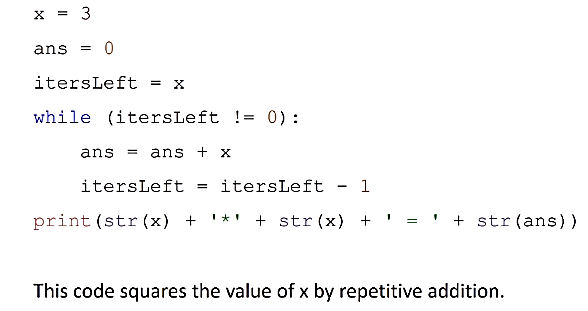 x = 3
ans = 0
itersLeft = x
while (itersLeft != 0):
    ans = ans + x
    itersLeft = itersLeft - 1
print(str(x) + '*' + str(x) + ' = ' + str(ans))
This code squares the value of x by repetitive addition.